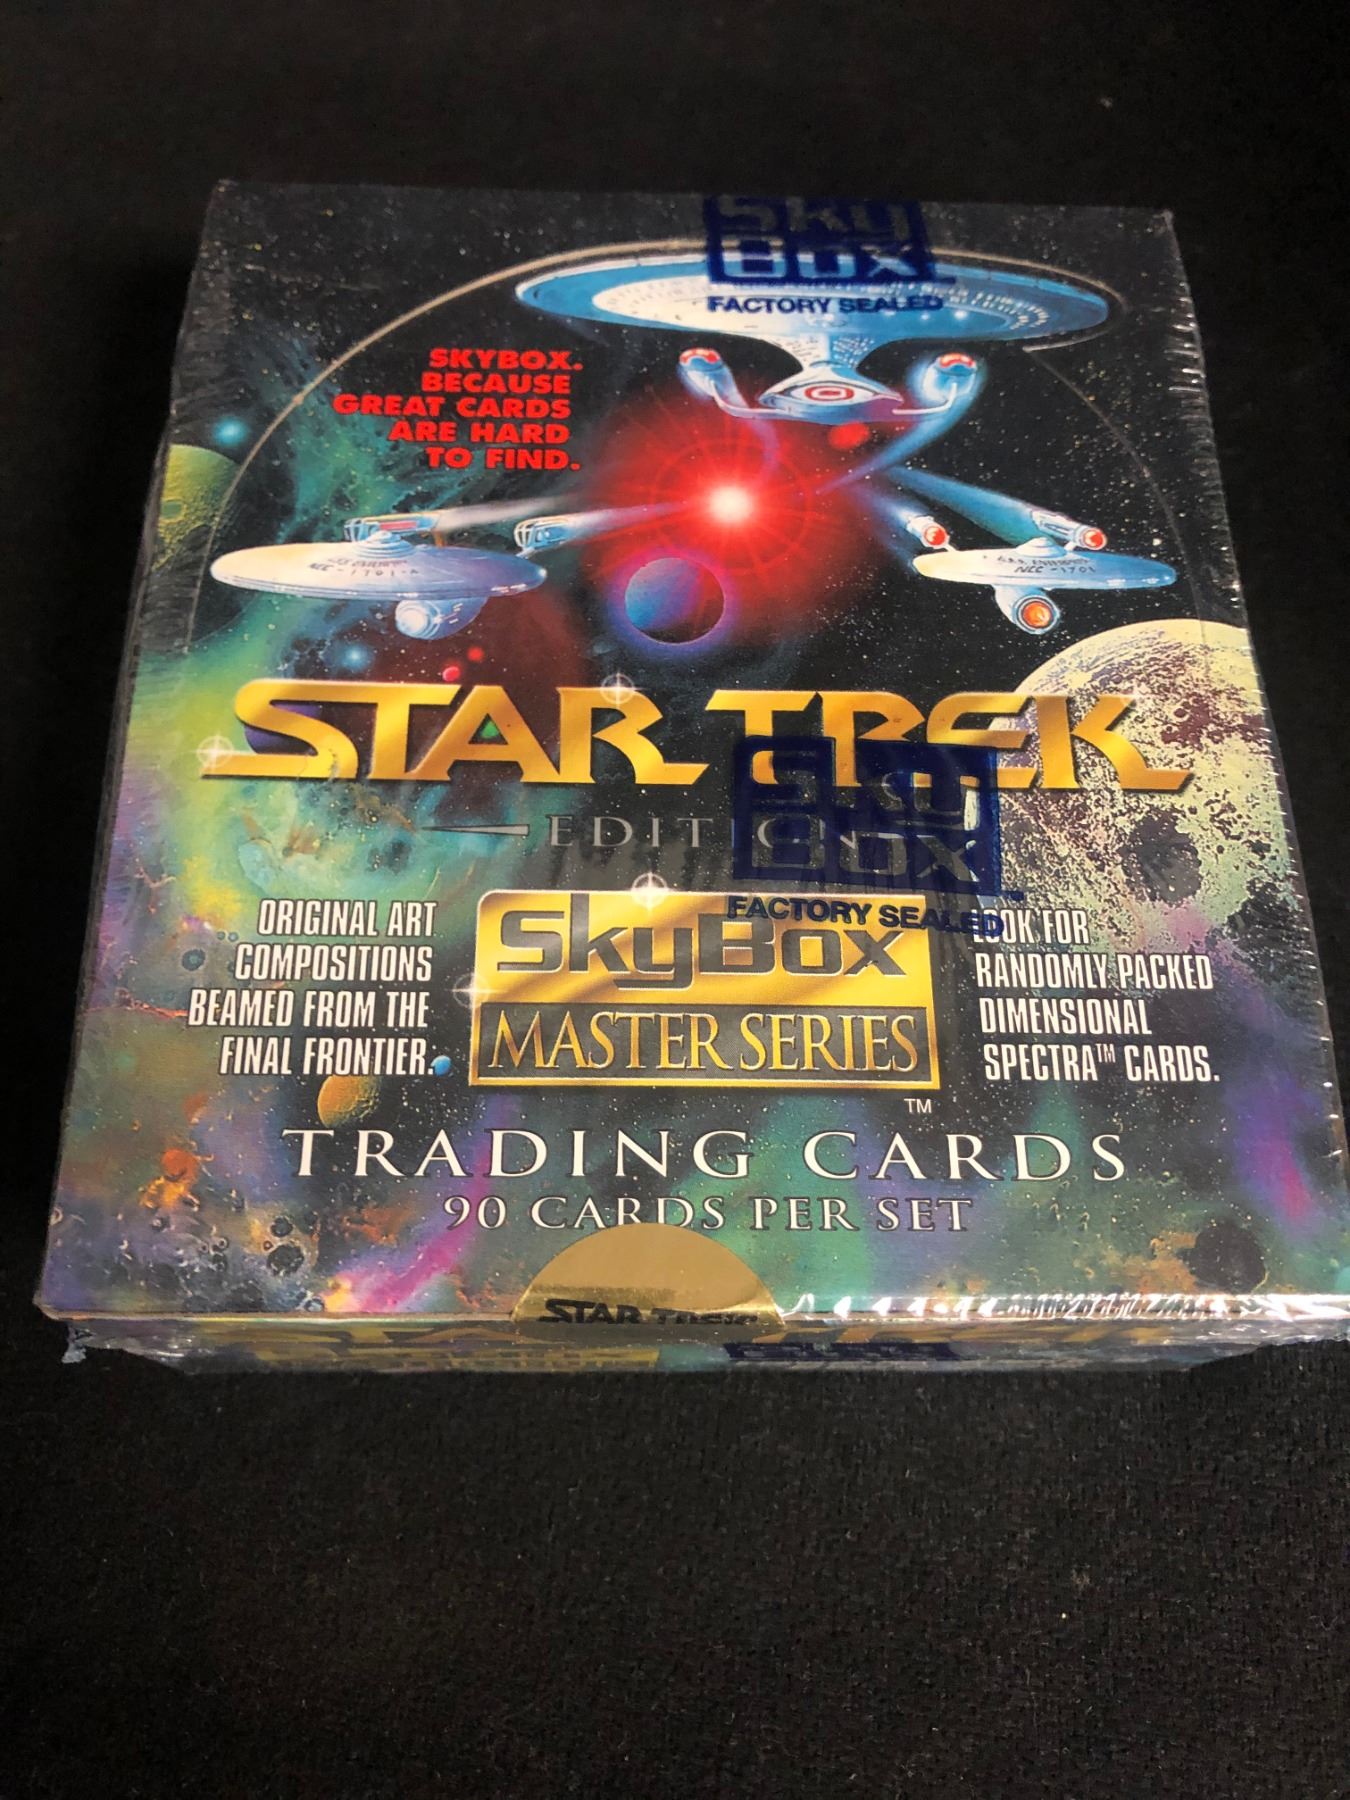 Sky
Box
FACTORY SEALED
SKYBOX.
BECAUSE
GREAT CARDS
ARE HARD
TO FIND.
NCC-1701-A
NCC-1701
STAR TREK
EDITION
Sky
Box
FACTORY SEALED
ORIGINAL ART
COMPOSITIONS
BEAMED FROM THE
FINAL FRONTIER.
SkyBox
MASTER SERIES
TM
LOOK FOR
RANDOMLY PACKED
DIMENSIONAL
SPECTRA™ CARDS.
TRADING CARDS
90 CARDS PER SET
STAR TREK